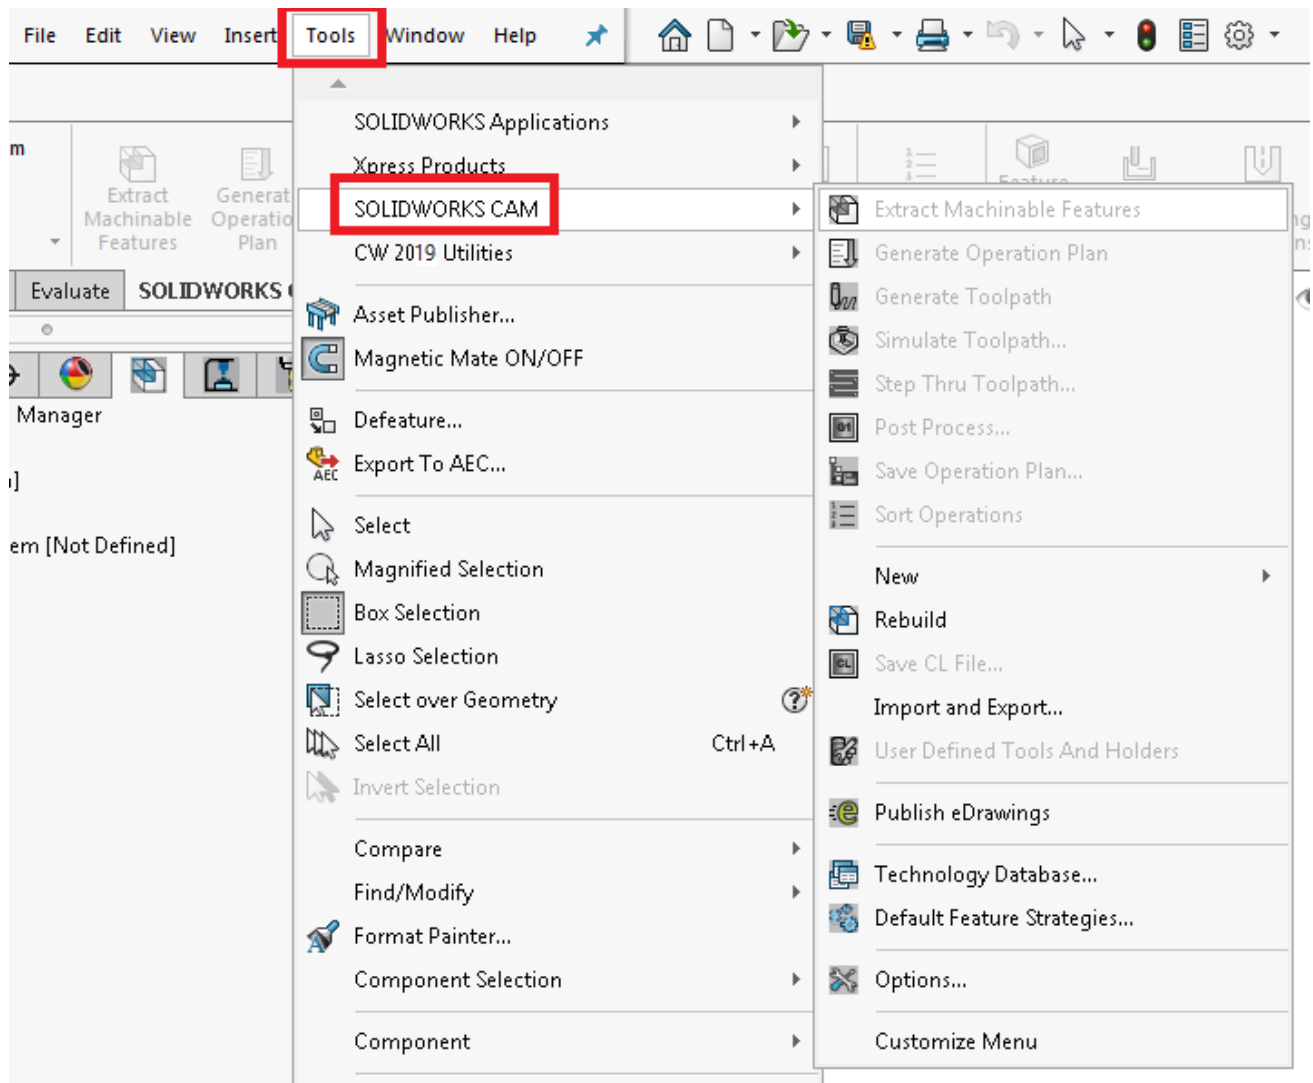 File Edit View Insert Tools Window Help
SOLIDWORKS Applications
Xpress Products
SOLIDWORKS CAM
CW 2019 Utilities
Asset Publisher...
Magnetic Mate ON/OFF
Defeature...
Export To AEC...
Select
Magnified Selection
Box Selection
Lasso Selection
Select over Geometry
Select All Ctrl+A
Invert Selection
Compare
Find/Modify
Format Painter...
Component Selection
Component
Extract Machinable Features
Generate Operation Plan
Generate Toolpath
Simulate Toolpath...
Step Thru Toolpath...
Post Process...
Save Operation Plan...
Sort Operations
New
Rebuild
Save CL File...
Import and Export...
User Defined Tools And Holders
Publish eDrawings
Technology Database...
Default Feature Strategies...
Options...
Customize Menu
m
Extract
Machinable
Features
Generat
Operatio
Plan
Feature
Evaluate SOLIDWORKS
Manager
em [Not Defined]